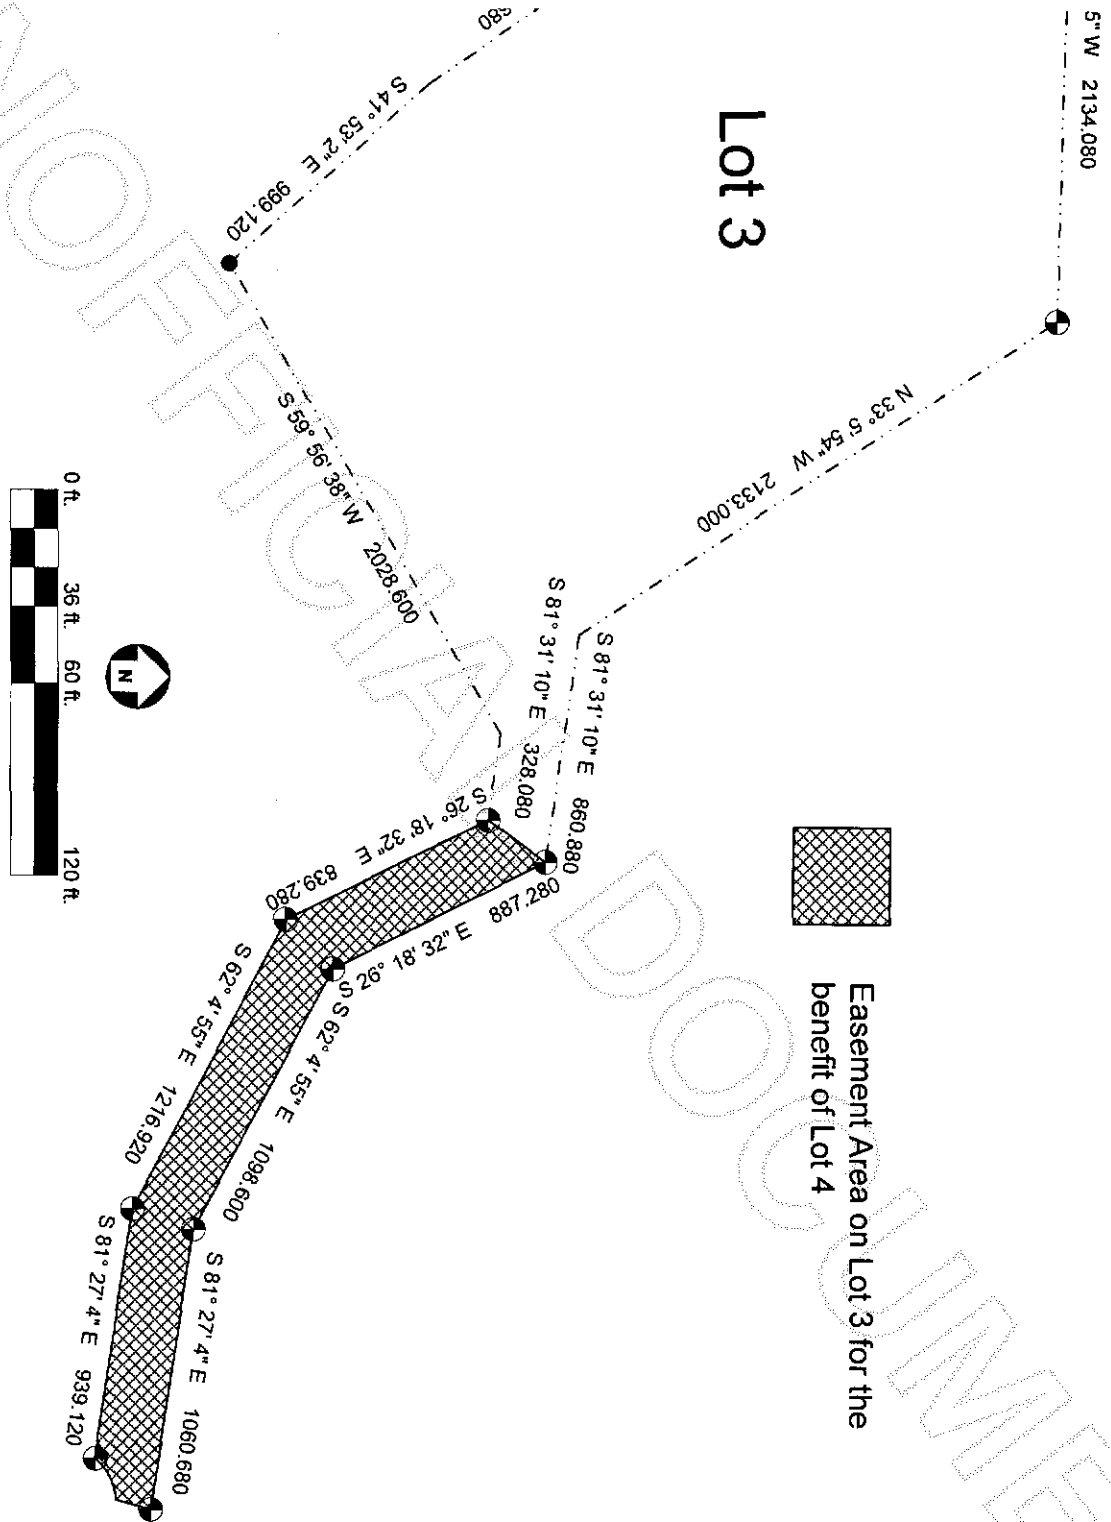 5" W 2134.080
680
S 41° 53' 2" E 999.120
Lot 3
N 33° 5' 54" W 2133.000
S 59° 56' 38" W 2028.600
S 81° 31' 10" E 860.880
S 81° 31' 10" E 328.080
S 26° 18' 32" E 839.280
S 26° 18' 32" E 887.280
S 62° 4' 55" E 1216.920
S 62° 4' 55" E 1098.600
S 81° 27' 4" E 939.120
S 81° 27' 4" E 1060.680
Easement Area on Lot 3 for the
benefit of Lot 4
0 ft. 36 ft. 60 ft. 120 ft.
N
NOFFICIAL DOCUME